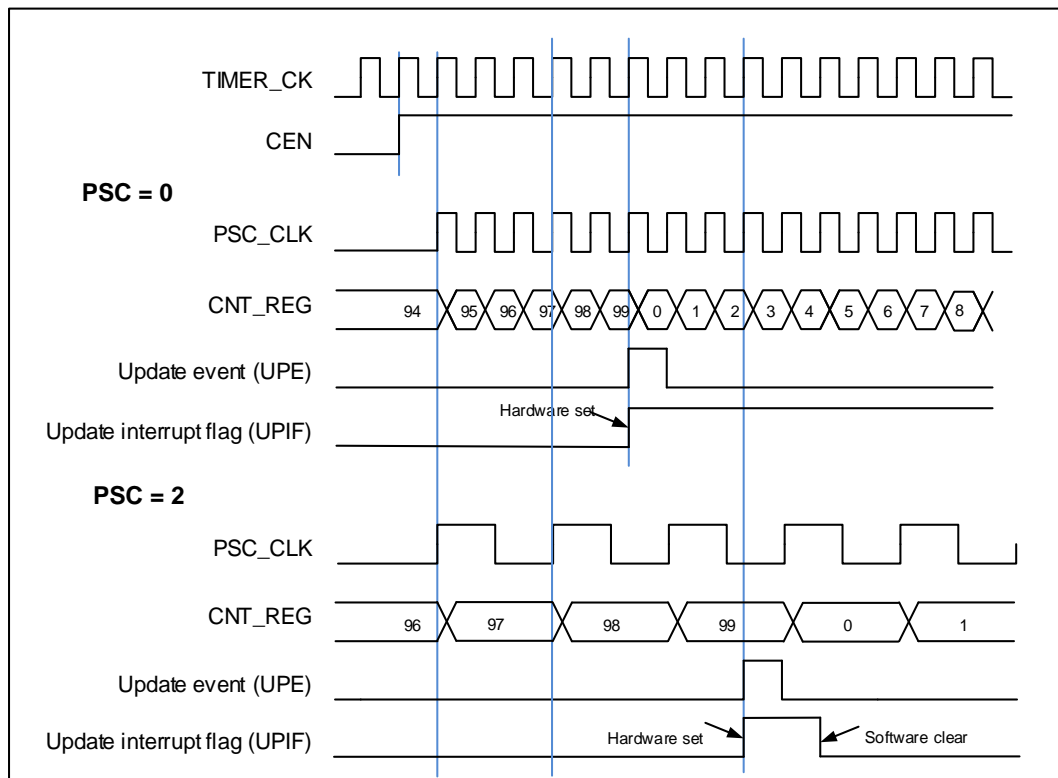 TIMER_CK
CEN
PSC = 0
PSC_CLK
CNT_REG 94 95 96 97 98 99 0 1 2 3 4 5 6 7 8
Update event (UPE)
Hardware set
Update interrupt flag (UPIF)
PSC = 2
PSC_CLK
CNT_REG 96 97 98 99 0 1
Update event (UPE)
Update interrupt flag (UPIF) Hardware set Software clear